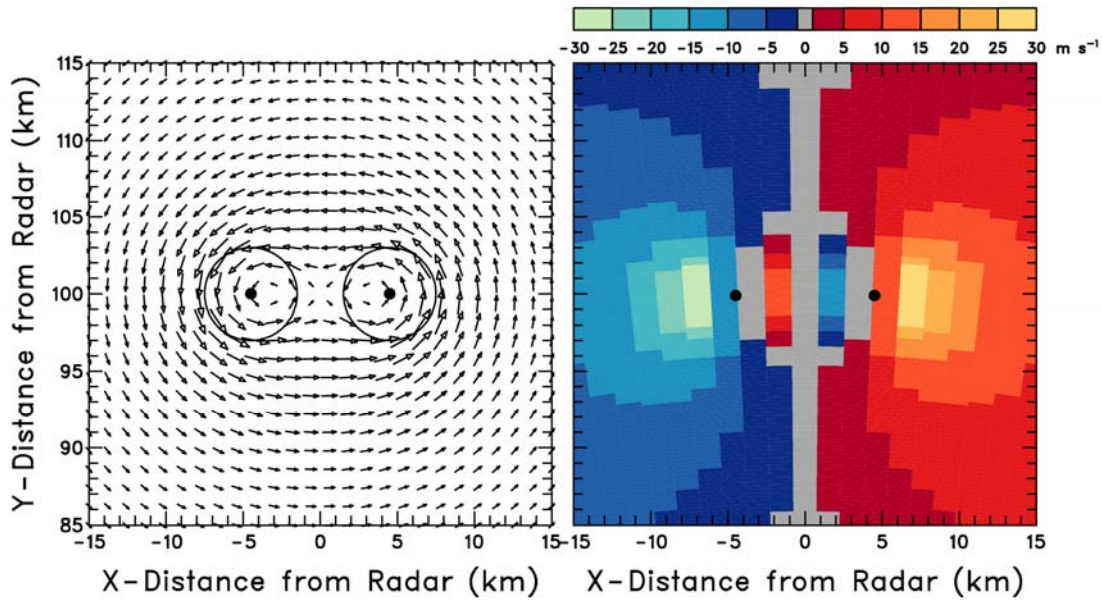 -30 -25 -20 -15 -10 -5 0 5 10 15 20 25 30 m s⁻¹
115
110
105
100
95
90
85
Y-Distance from Radar (km)
-15 -10 -5 0 5 10 15
-15 -10 -5 0 5 10 15
X-Distance from Radar (km)
X-Distance from Radar (km)